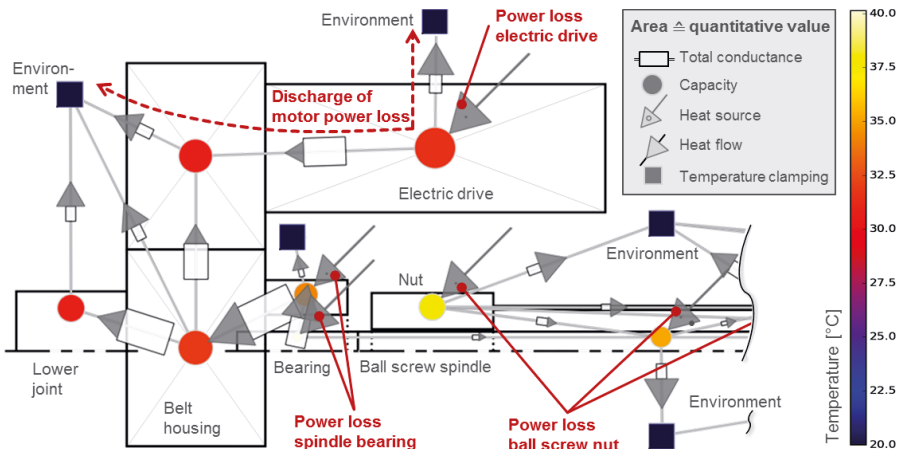 Environment
Power loss
electric drive
Environ-
ment
Discharge of
motor power loss
Electric drive
Area ≙ quantitative value
Total conductance
Capacity
Heat source
Heat flow
Temperature clamping
Environment
Nut
Lower
joint
Belt
housing
Bearing
Ball screw spindle
Environment
Power loss
spindle bearing
Power loss
ball screw nut
Temperature [°C]
40.0
37.5
35.0
32.5
30.0
27.5
25.0
22.5
20.0